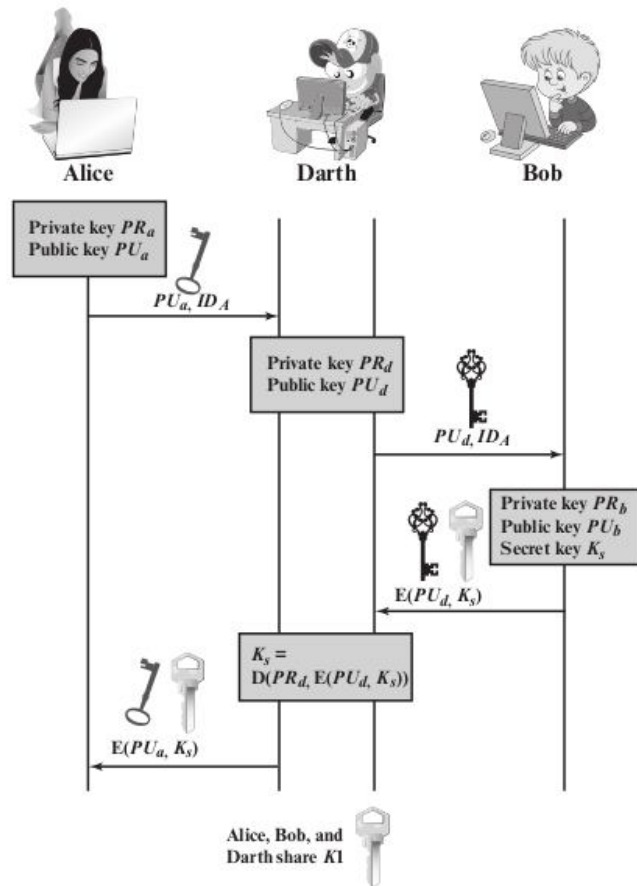 Alice
Darth
Bob
Private key PRa
Public key PUa
PUa, IDA
Private key PRd
Public key PUd
PUd, IDA
Private key PRb
Public key PUb
Secret key Ks
E(PUd, Ks)
Ks =
D(PRd, E(PUd, Ks))
E(PUa, Ks)
Alice, Bob, and
Darth share K1